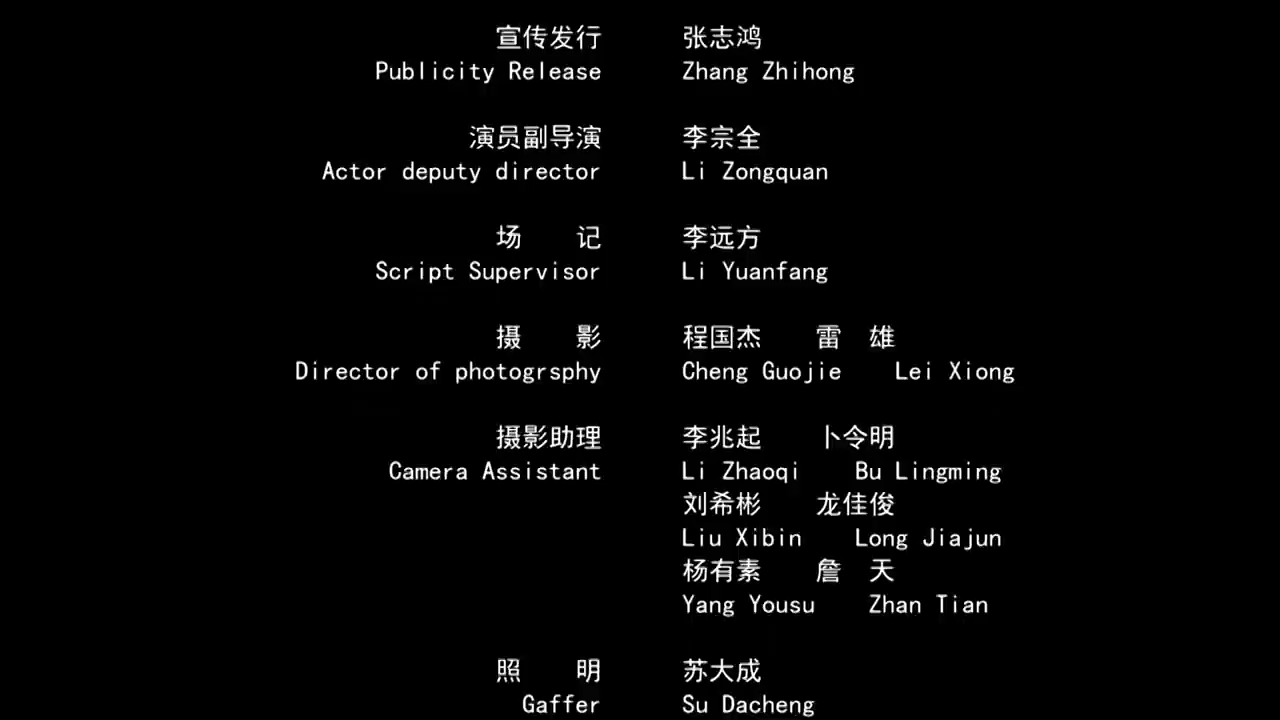 宣传发行 张志鸿
Publicity Release Zhang Zhihong
演员副导演 李宗全
Actor deputy director Li Zongquan
场 记 李远方
Script Supervisor Li Yuanfang
摄 影 程国杰 雷 雄
Director of photogrsphy Cheng Guojie Lei Xiong
摄影助理 李兆起 卜令明
Camera Assistant Li Zhaoqi Bu Lingming
刘希彬 龙佳俊
Liu Xibin Long Jiajun
杨有素 詹 天
Yang Yousu Zhan Tian
照 明 苏大成
Gaffer Su Dacheng